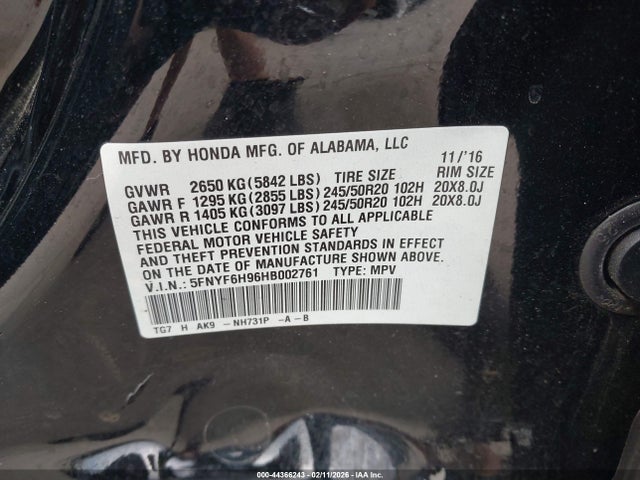 MFD. BY HONDA MFG. OF ALABAMA, LLC 11/'16
GVWR 2650 KG (5842 LBS) TIRE SIZE RIM SIZE
GAWR F 1295 KG (2855 LBS) 245/50R20 102H 20X8.0J
GAWR R 1405 KG (3097 LBS) 245/50R20 102H 20X8.0J
THIS VEHICLE CONFORMS TO ALL APPLICABLE
FEDERAL MOTOR VEHICLE SAFETY
AND THEFT PREVENTION STANDARDS IN EFFECT
ON THE DATE OF MANUFACTURE SHOWN ABOVE.
V.I.N.: 5FNYF6H96HB002761 TYPE: MPV
TG7 H AK9 -NH731P -A -B
000-44366243 - 02/11/2026 - IAA Inc.